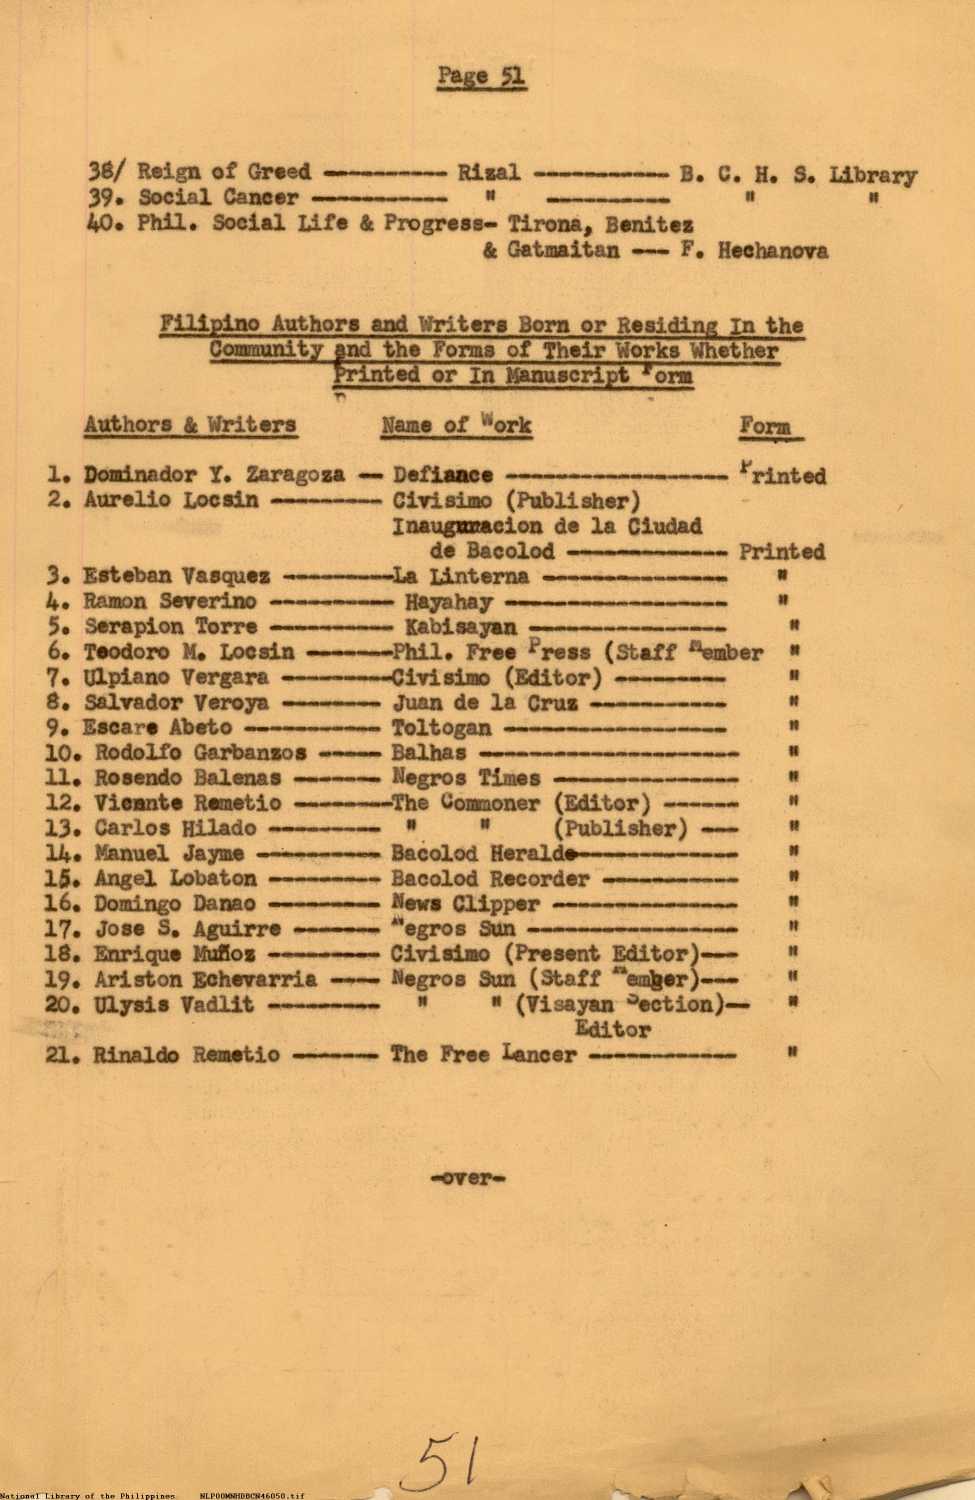 Page 51
38/ Reign of Greed ---------- Rizal ----------- B. C. H. S. Library
39. Social Cancer ----------- " ---------- " "
40. Phil. Social Life & Progress- Tirona, Benitez
& Gatmaitan --- F. Hechanova
Filipino Authors and Writers Born or Residing In the
Community and the Forms of Their Works Whether
Printed or In Manuscript Form
Authors & Writers Name of Work Form
1. Dominador Y. Zaragoza -- Defiance ------------------ Printed
2. Aurelio Locsin --------- Civisimo (Publisher)
Inauguracion de la Ciudad
de Bacolod ------------- Printed
3. Esteban Vasquez ---------La Linterna --------------- "
4. Ramon Severino ---------- Hayahay ------------------ "
5. Serapion Torre ---------- Kabisayan ---------------- "
6. Teodoro M. Locsin -------Phil. Free Press (Staff Member "
7. Ulpiano Vergara ---------Civisimo (Editor) --------- "
8. Salvador Veroya -------- Juan de la Cruz ----------- "
9. Escare Abeto ----------- Toltogan ------------------ "
10. Rodolfo Garbanzos ----- Balhas --------------------- "
11. Rosendo Balenas ------- Negros Times --------------- "
12. Vicente Remetio --------The Commoner (Editor) ------ "
13. Carlos Hilado --------- " " (Publisher) --- "
14. Manuel Jayme ---------- Bacolod Heralde------------- "
15. Angel Lobaton --------- Bacolod Recorder ----------- "
16. Domingo Danao --------- News Clipper --------------- "
17. Jose S. Aguirre ------- Negros Sun ----------------- "
18. Enrique Muñoz --------- Civisimo (Present Editor)--- "
19. Ariston Echevarria ---- Negros Sun (Staff Member)--- "
20. Ulysis Vadlit --------- " " (Visayan Section)-- "
Editor
21. Rinaldo Remetio ------- The Free Lancer ------------ "
-over-
51
National Library of the Philippines NLPOOMNHDBCN46050.tif